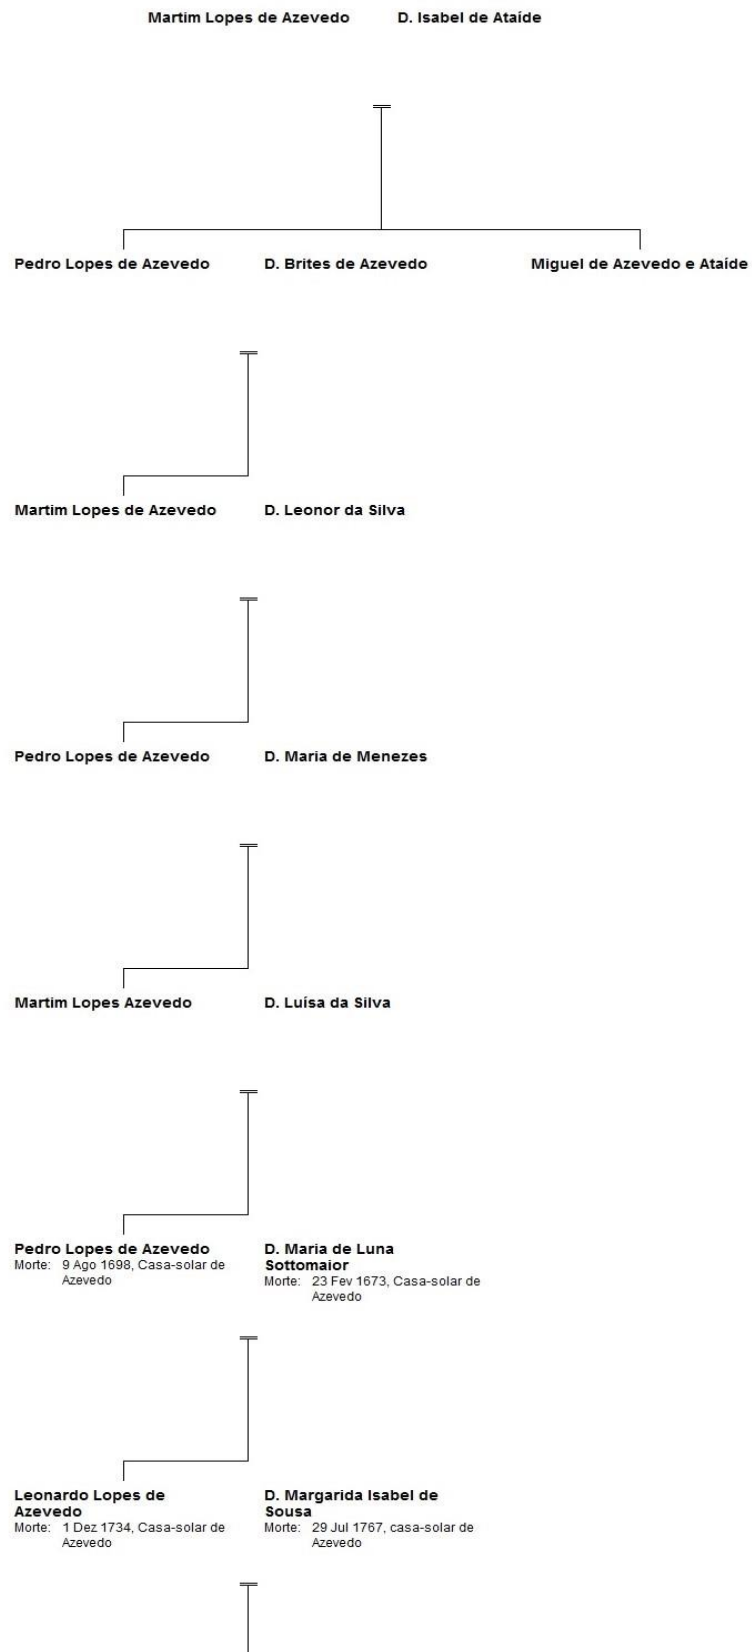 Martim Lopes de Azevedo D. Isabel de Ataíde
Pedro Lopes de Azevedo D. Brites de Azevedo Miguel de Azevedo e Ataíde
Martim Lopes de Azevedo D. Leonor da Silva
Pedro Lopes de Azevedo D. Maria de Menezes
Martim Lopes Azevedo D. Luísa da Silva
Pedro Lopes de Azevedo
Morte: 9 Ago 1698, Casa-solar de
Azevedo
D. Maria de Luna
Sottomaior
Morte: 23 Fev 1673, Casa-solar de
Azevedo
Leonardo Lopes de
Azevedo
Morte: 1 Dez 1734, Casa-solar de
Azevedo
D. Margarida Isabel de
Sousa
Morte: 29 Jul 1767, casa-solar de
Azevedo